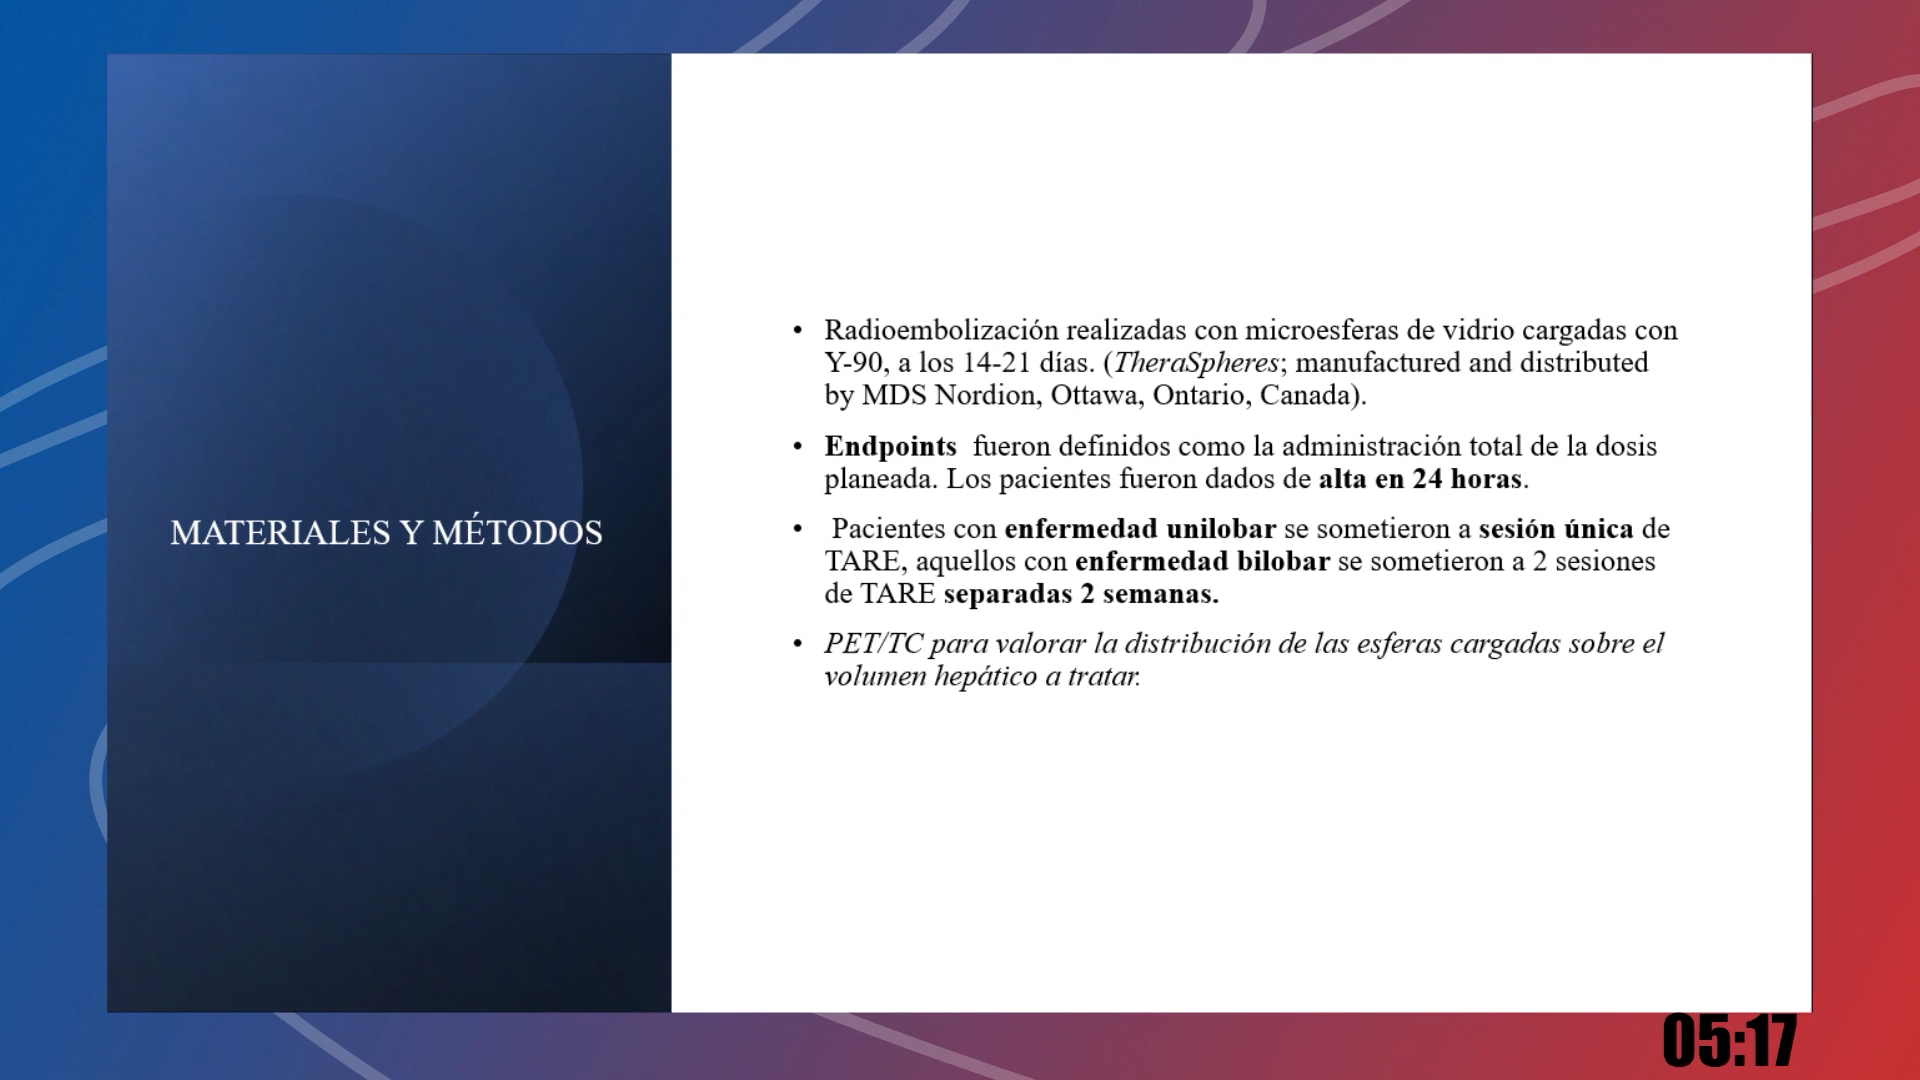 MATERIALES Y MÉTODOS
• Radioembolización realizadas con microesferas de vidrio cargadas con
Y-90, a los 14-21 días. (TheraSpheres; manufactured and distributed
by MDS Nordion, Ottawa, Ontario, Canada).
• Endpoints fueron definidos como la administración total de la dosis
planeada. Los pacientes fueron dados de alta en 24 horas.
• Pacientes con enfermedad unilobar se sometieron a sesión única de
TARE, aquellos con enfermedad bilobar se sometieron a 2 sesiones
de TARE separadas 2 semanas.
• PET/TC para valorar la distribución de las esferas cargadas sobre el
volumen hepático a tratar.
05:17